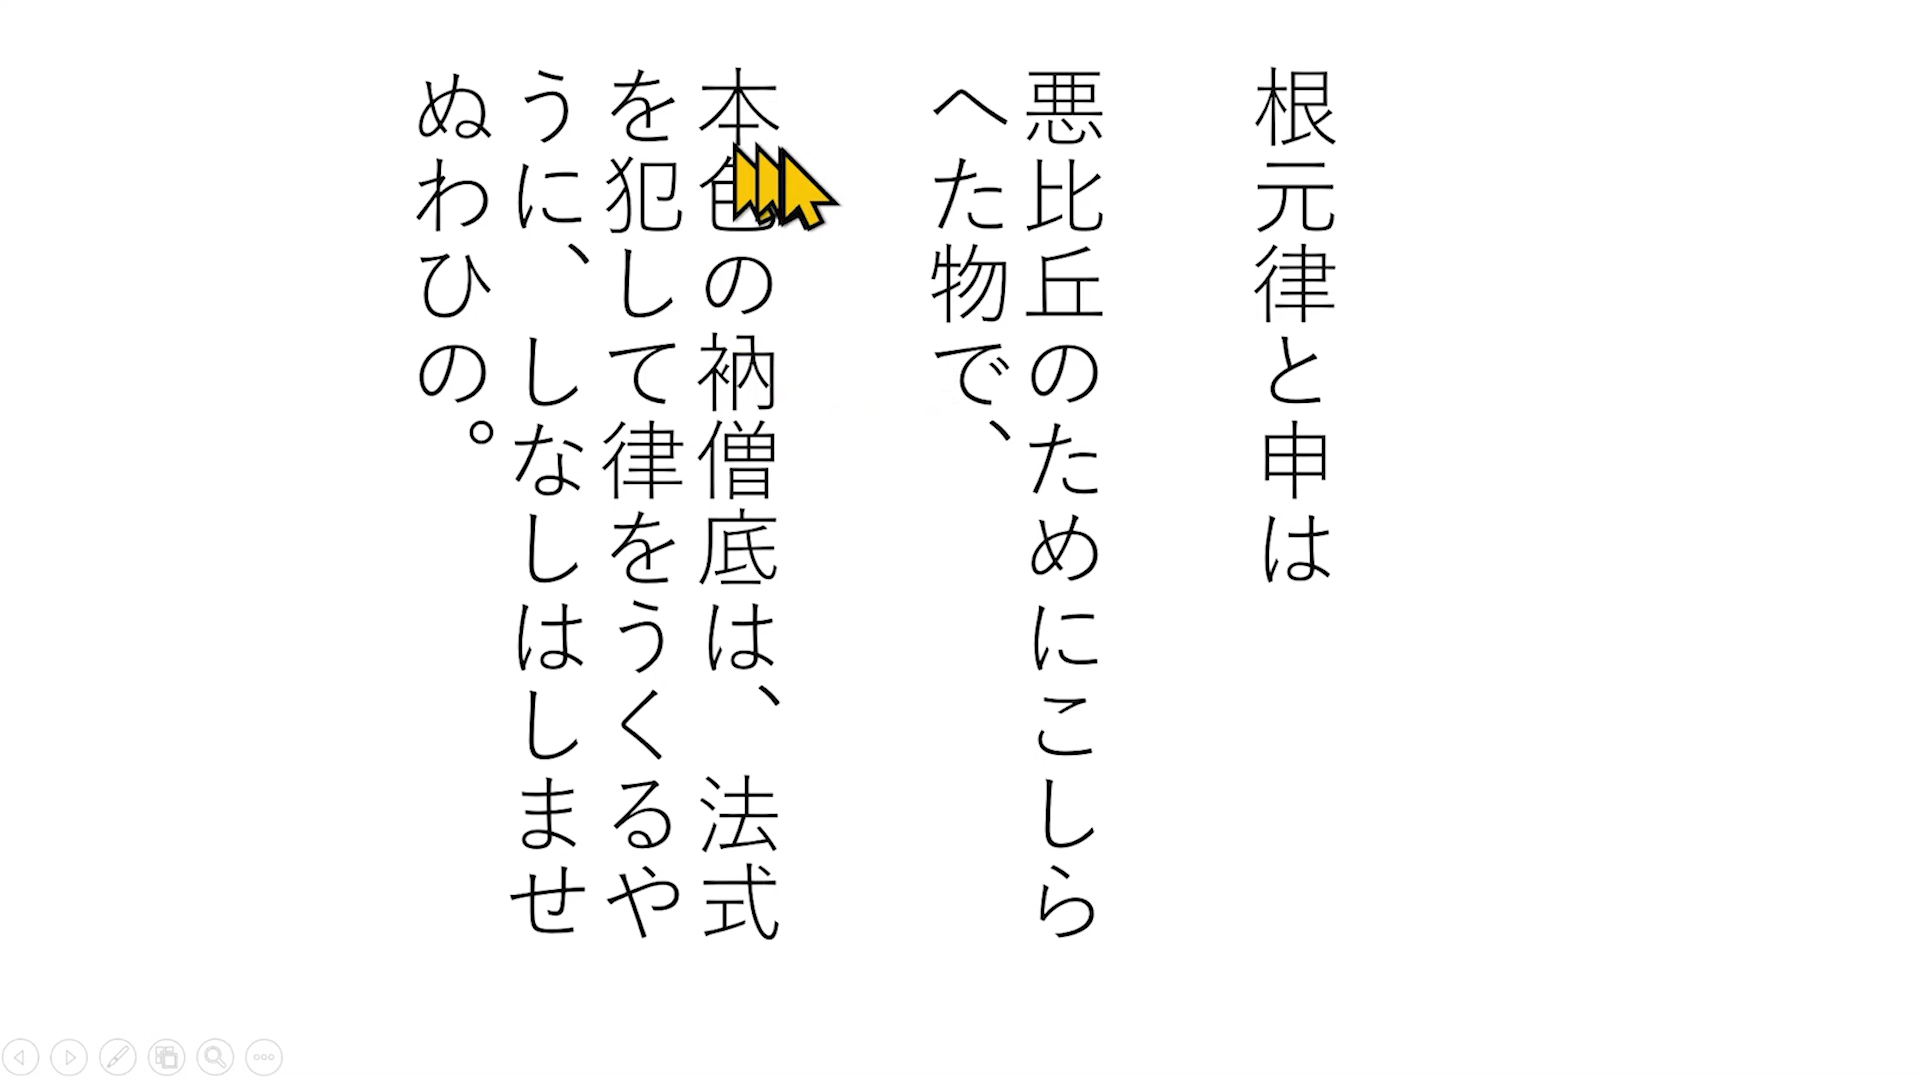 根元律と申は
悪比丘のためにこしら
へた物で、
本色の衲僧底は、法式
を犯して律をうくるや
うに、しなしはしませ
ぬわひの。